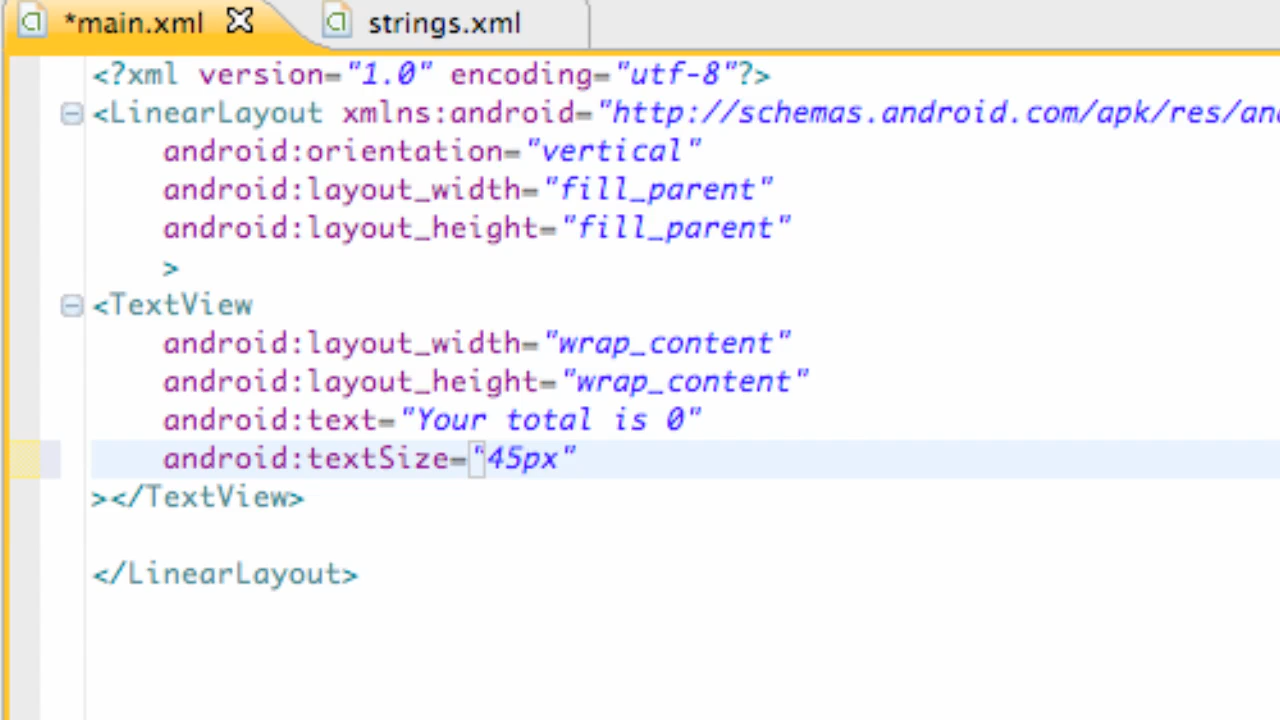 *main.xml
strings.xml
<?xml version="1.0" encoding="utf-8"?>
<LinearLayout xmlns:android="http://schemas.android.com/apk/res/an
android:orientation="vertical"
android:layout_width="fill_parent"
android:layout_height="fill_parent"
>
<TextView
android:layout_width="wrap_content"
android:layout_height="wrap_content"
android:text="Your total is 0"
android:textSize="45px"
></TextView>
</LinearLayout>